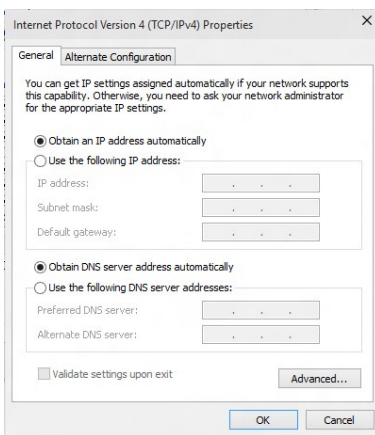 Internet Protocol Version 4 (TCP/IPv4) Properties
General
Alternate Configuration
You can get IP settings assigned automatically if your network supports
this capability. Otherwise, you need to ask your network administrator
for the appropriate IP settings.
Obtain an IP address automatically
Use the following IP address:
IP address:
Subnet mask:
Default gateway:
Obtain DNS server address automatically
Use the following DNS server addresses:
Preferred DNS server:
Alternate DNS server:
Validate settings upon exit
Advanced...
OK
Cancel